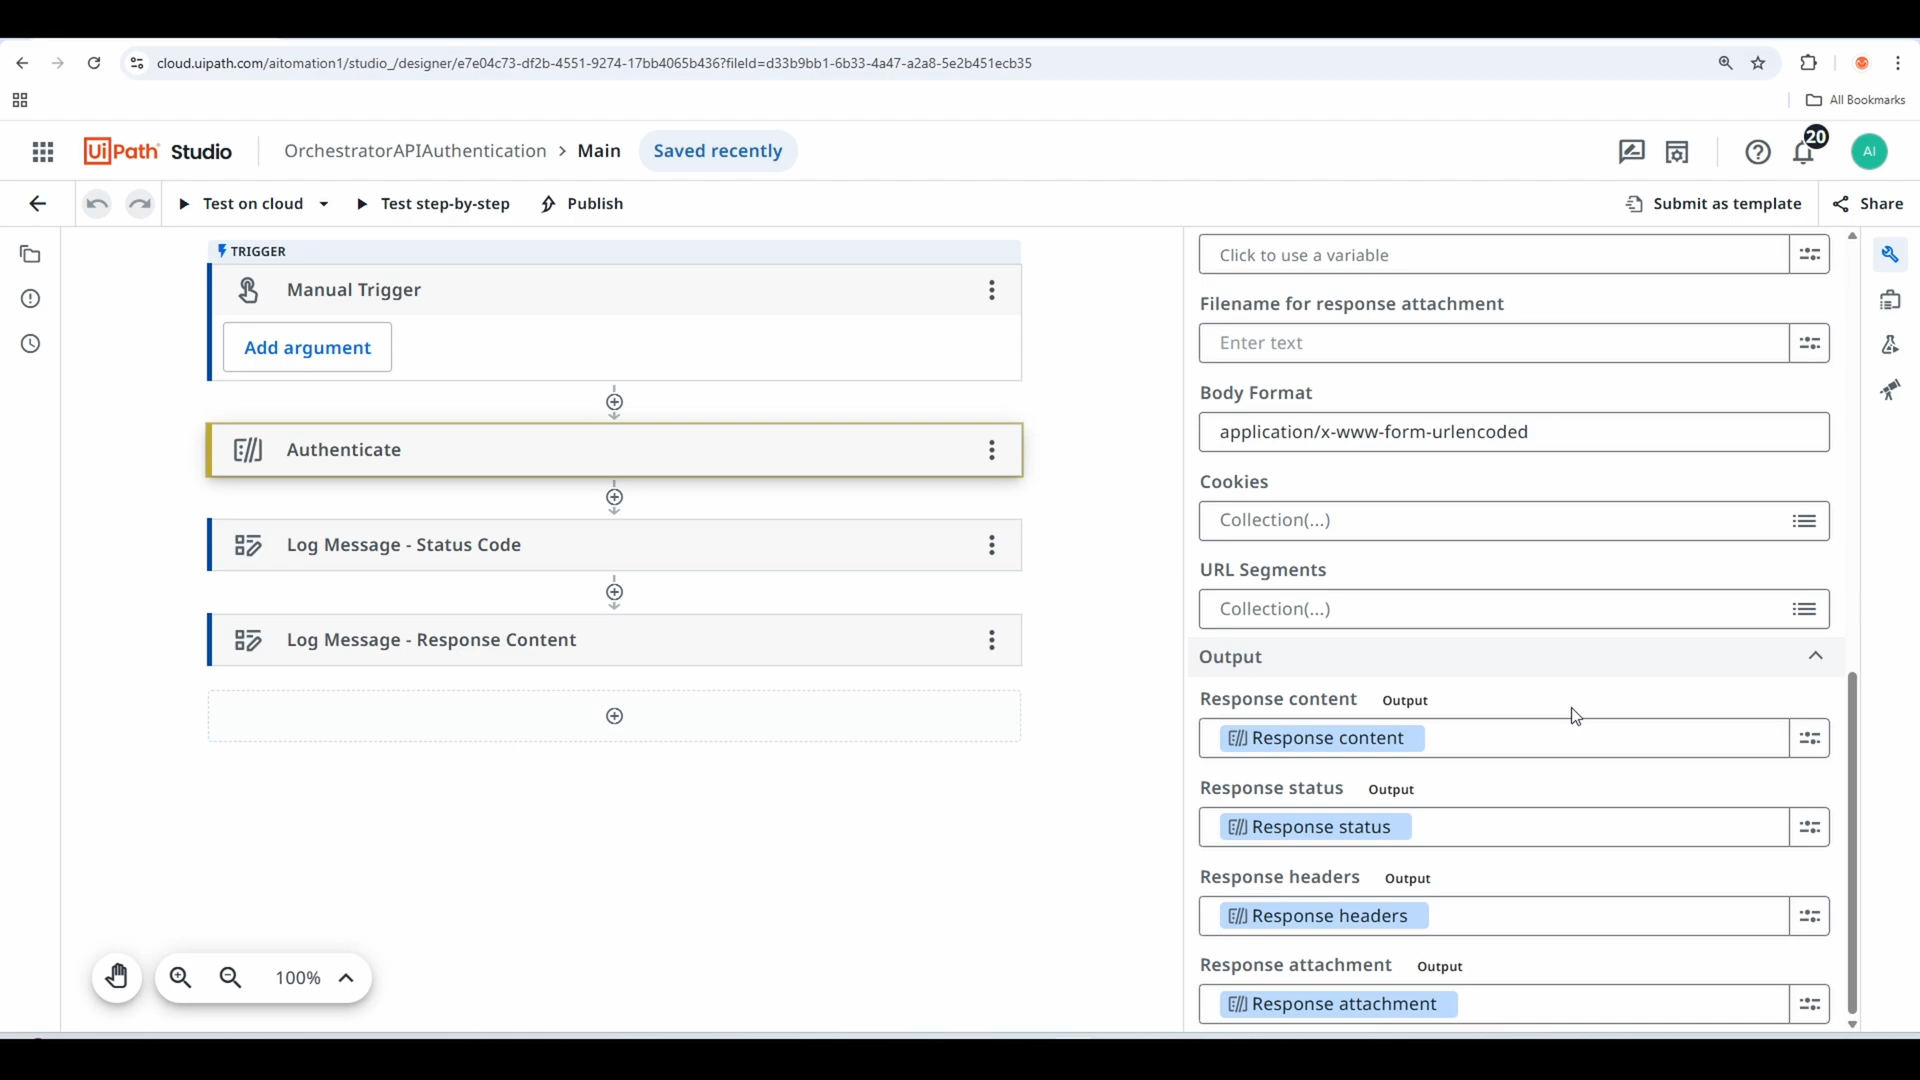 cloud.uipath.com/aitomation1/studio_/designer/e7e04c73-df2b-4551-9274-17bb4065b436?fileId=d33b9bb1-6b33-4a47-a2a8-5e2b451ecb35
All Bookmarks
UiPath Studio
OrchestratorAPIAuthentication > Main
Saved recently
20
AI
Test on cloud
Test step-by-step
Publish
Submit as template
Share
TRIGGER
Manual Trigger
Add argument
Authenticate
Log Message - Status Code
Log Message - Response Content
100%
Click to use a variable
Filename for response attachment
Enter text
Body Format
application/x-www-form-urlencoded
Cookies
Collection(...)
URL Segments
Collection(...)
Output
Response content Output
Response content
Response status Output
Response status
Response headers Output
Response headers
Response attachment Output
Response attachment